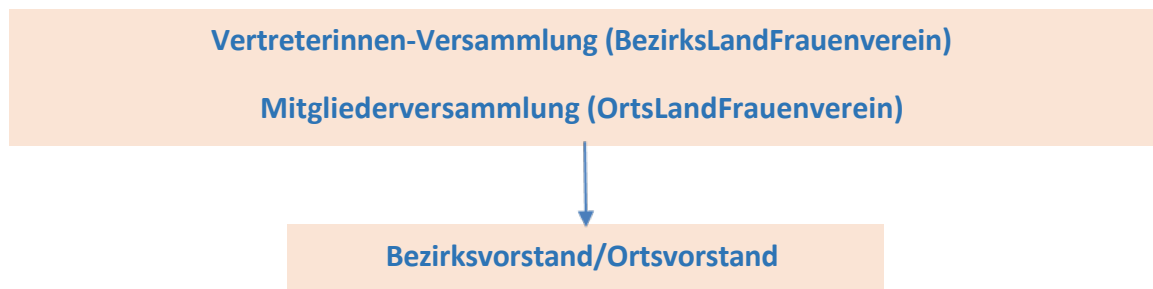 Vertreterinnen-Versammlung (BezirksLandFrauenverein)
Mitgliederversammlung (OrtsLandFrauenverein)
Bezirksvorstand/Ortsvorstand